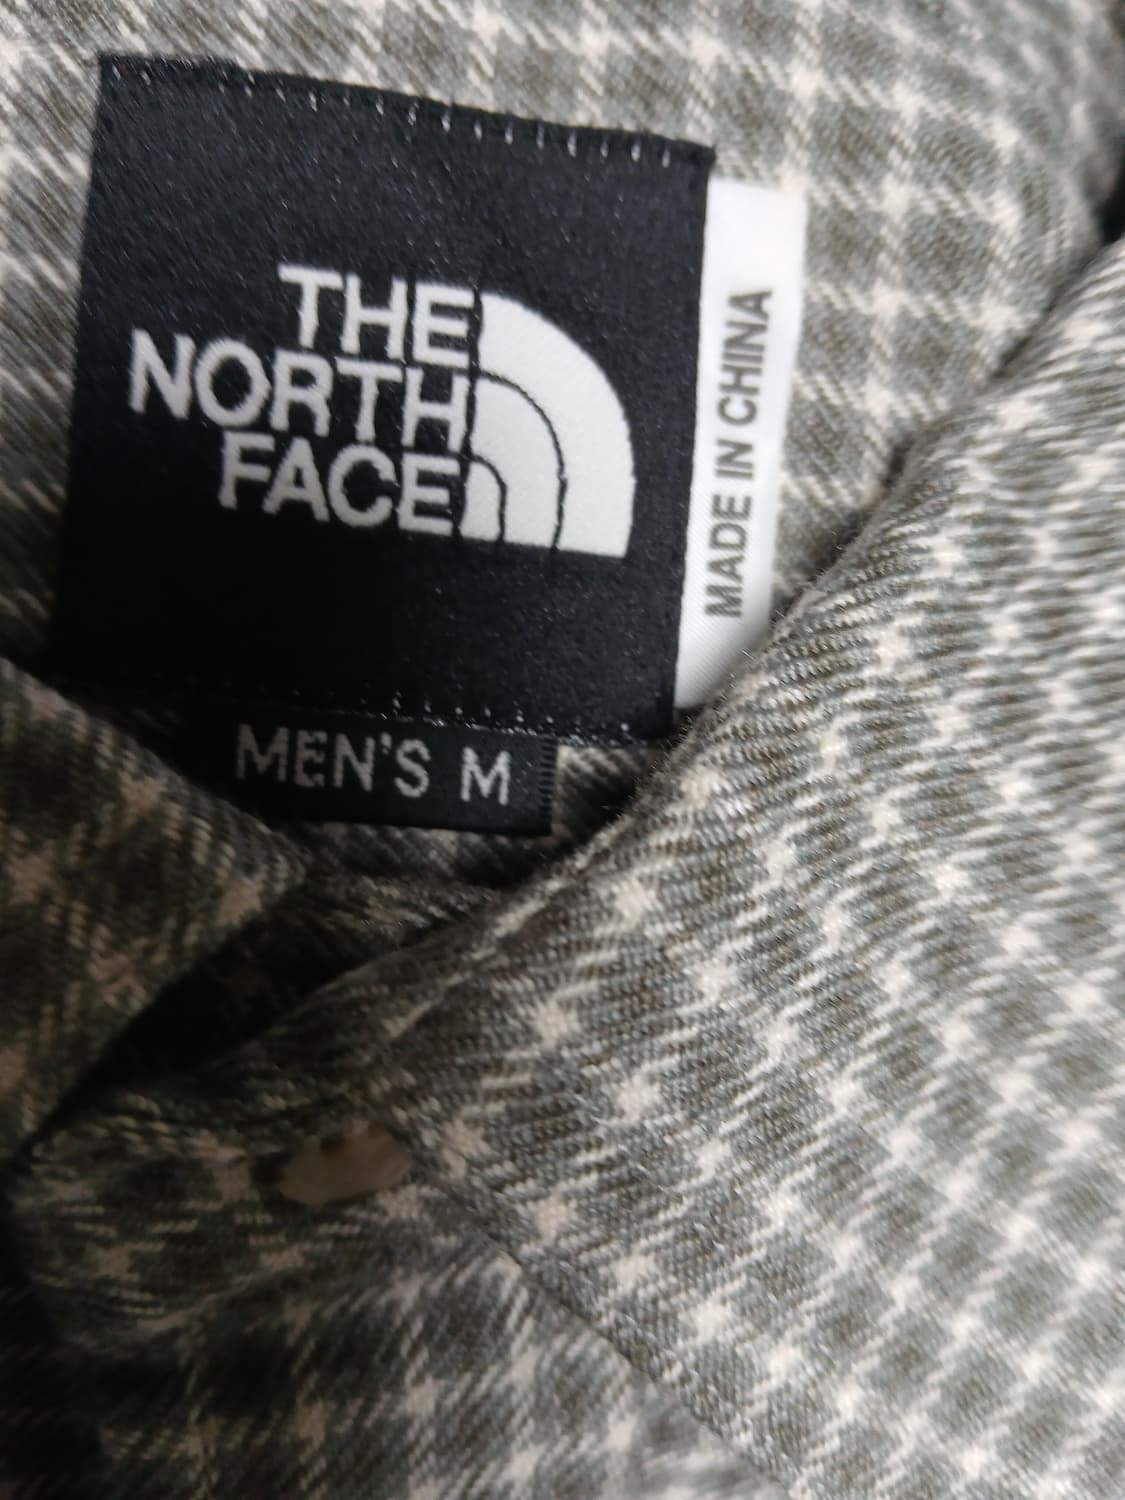 THE
NORTH
FACE
MADE IN CHINA
MEN'S M